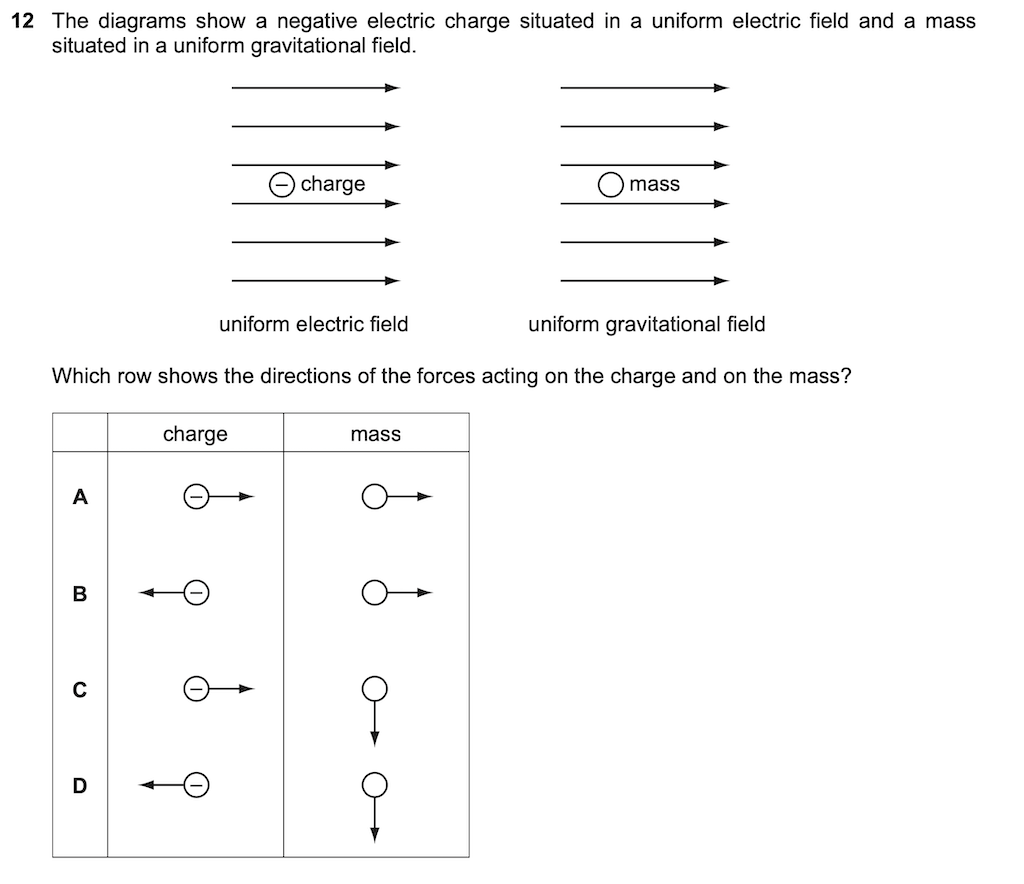 12 The diagrams show a negative electric charge situated in a uniform electric field and a mass
situated in a uniform gravitational field.
− charge
mass
uniform electric field
uniform gravitational field
Which row shows the directions of the forces acting on the charge and on the mass?
charge mass
A −
B −
C −
D −